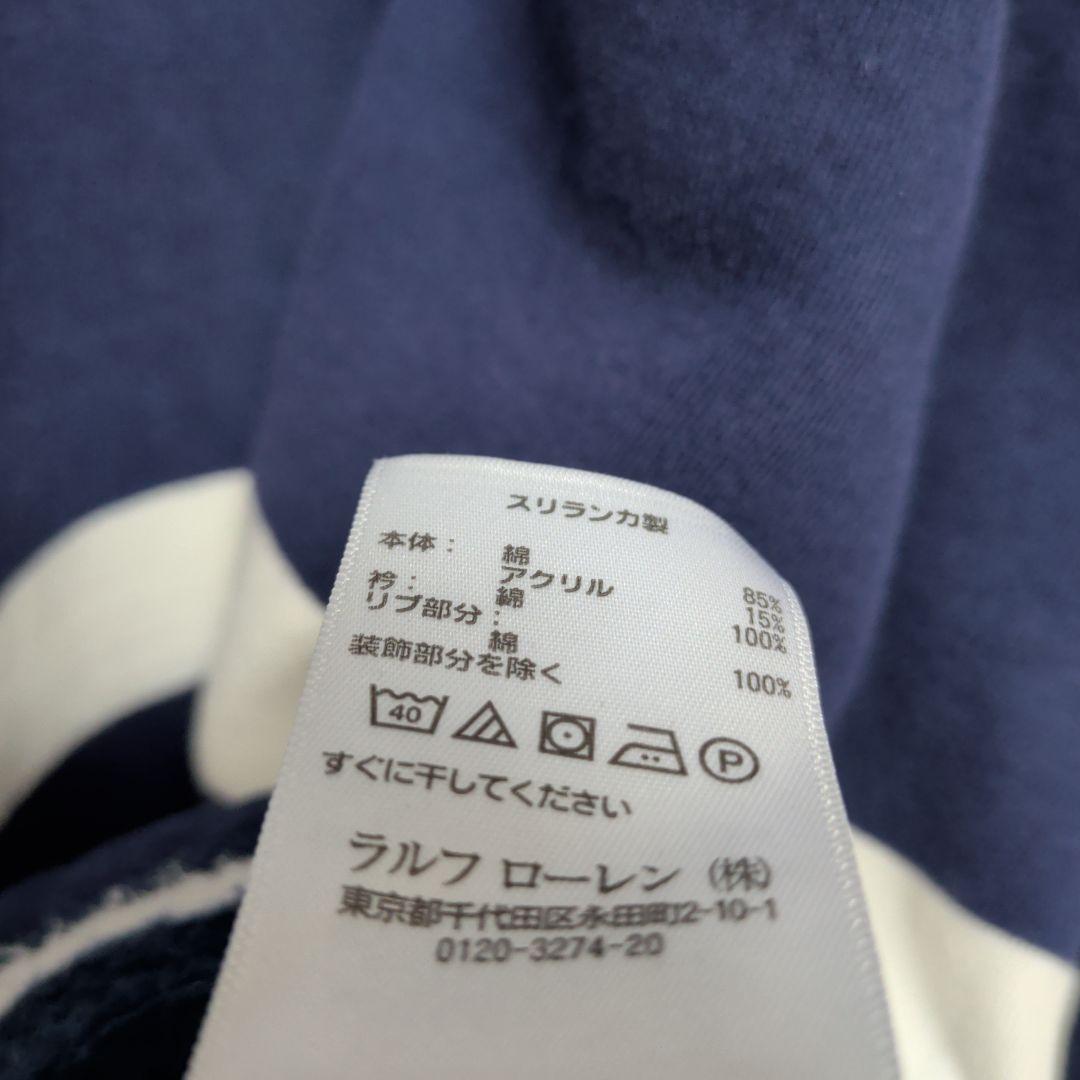 スリランカ製
本体： 綿 85%
アクリル 15%
衿： 綿 100%
リブ部分：
綿 100%
装飾部分を除く
40 P
すぐに干してください
ラルフ ローレン (株)
東京都千代田区永田町2-10-1
0120-3274-20